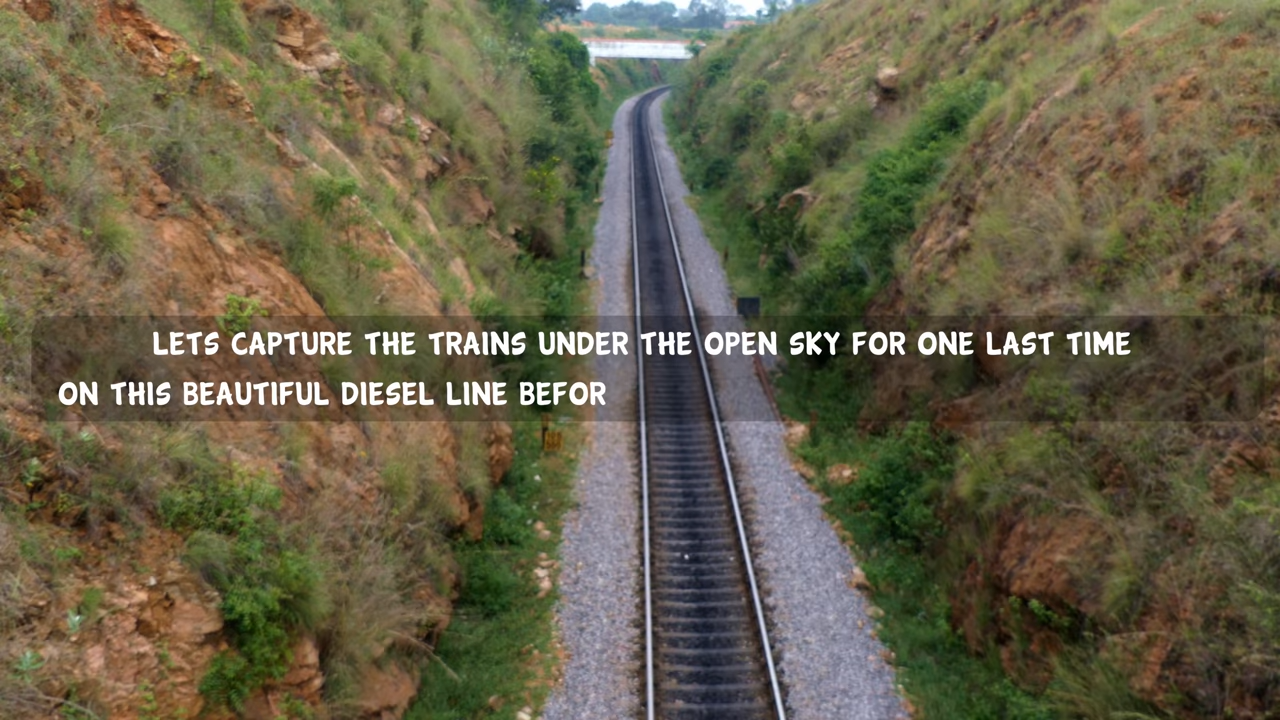 LETS CAPTURE THE TRAINS UNDER THE OPEN SKY FOR ONE LAST TIME
ON THIS BEAUTIFUL DIESEL LINE BEFOR